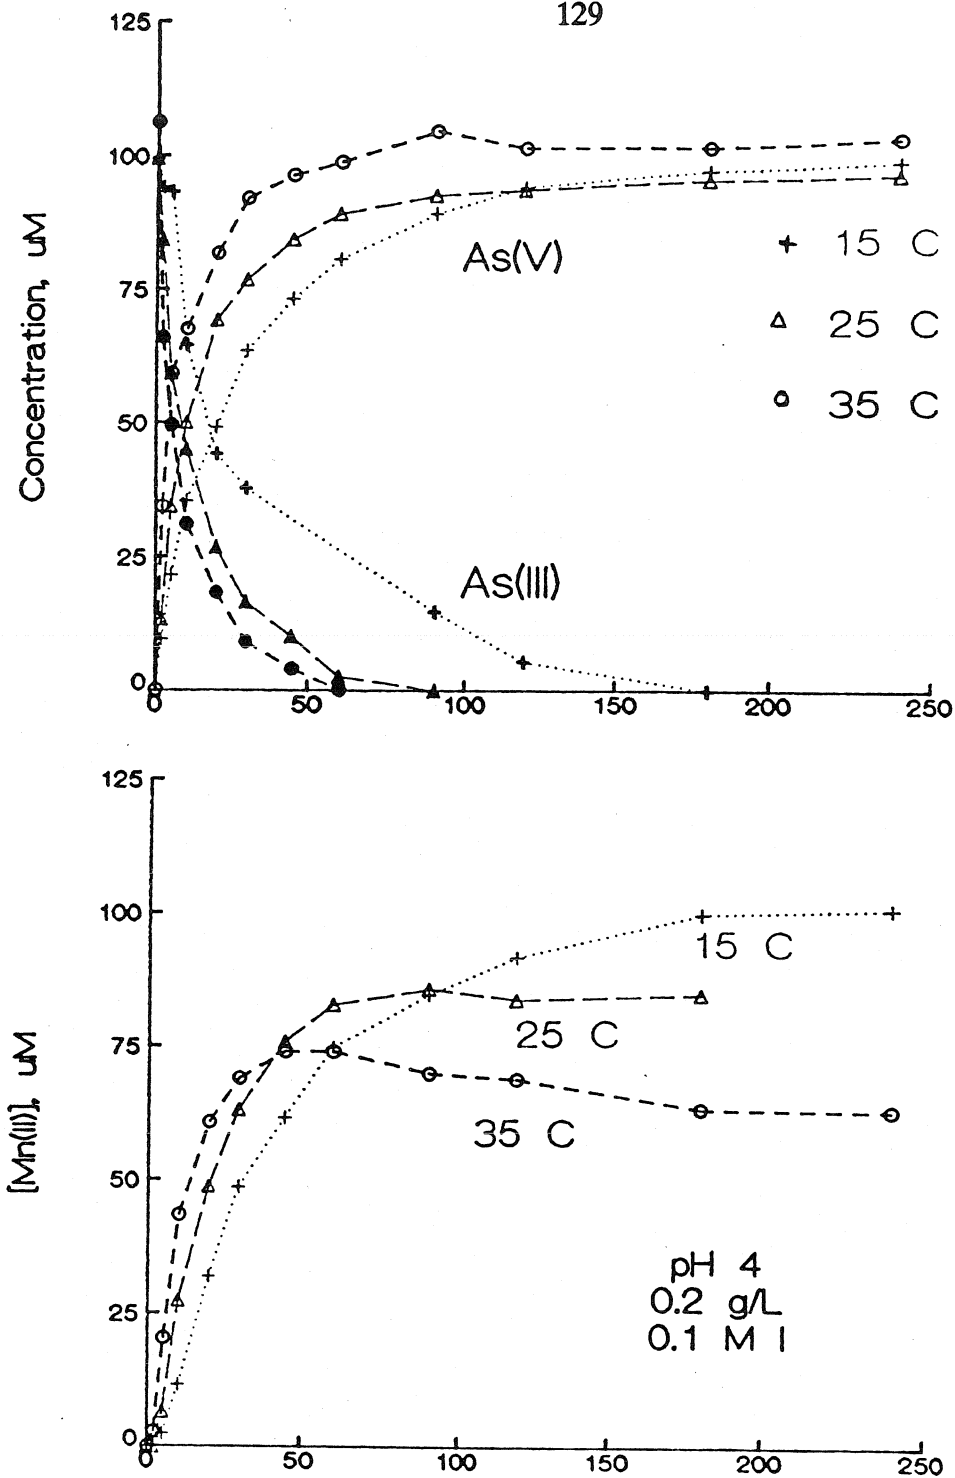 129
125
100
75
50
25
0
Concentration, uM
As(V)
+ 15 C
△ 25 C
o 35 C
As(III)
0 50 100 150 200 250
125
100
75
50
25
0
[Mn(II)], uM
15 C
25 C
35 C
pH 4
0.2 g/L
0.1 M I
0 50 100 150 200 250